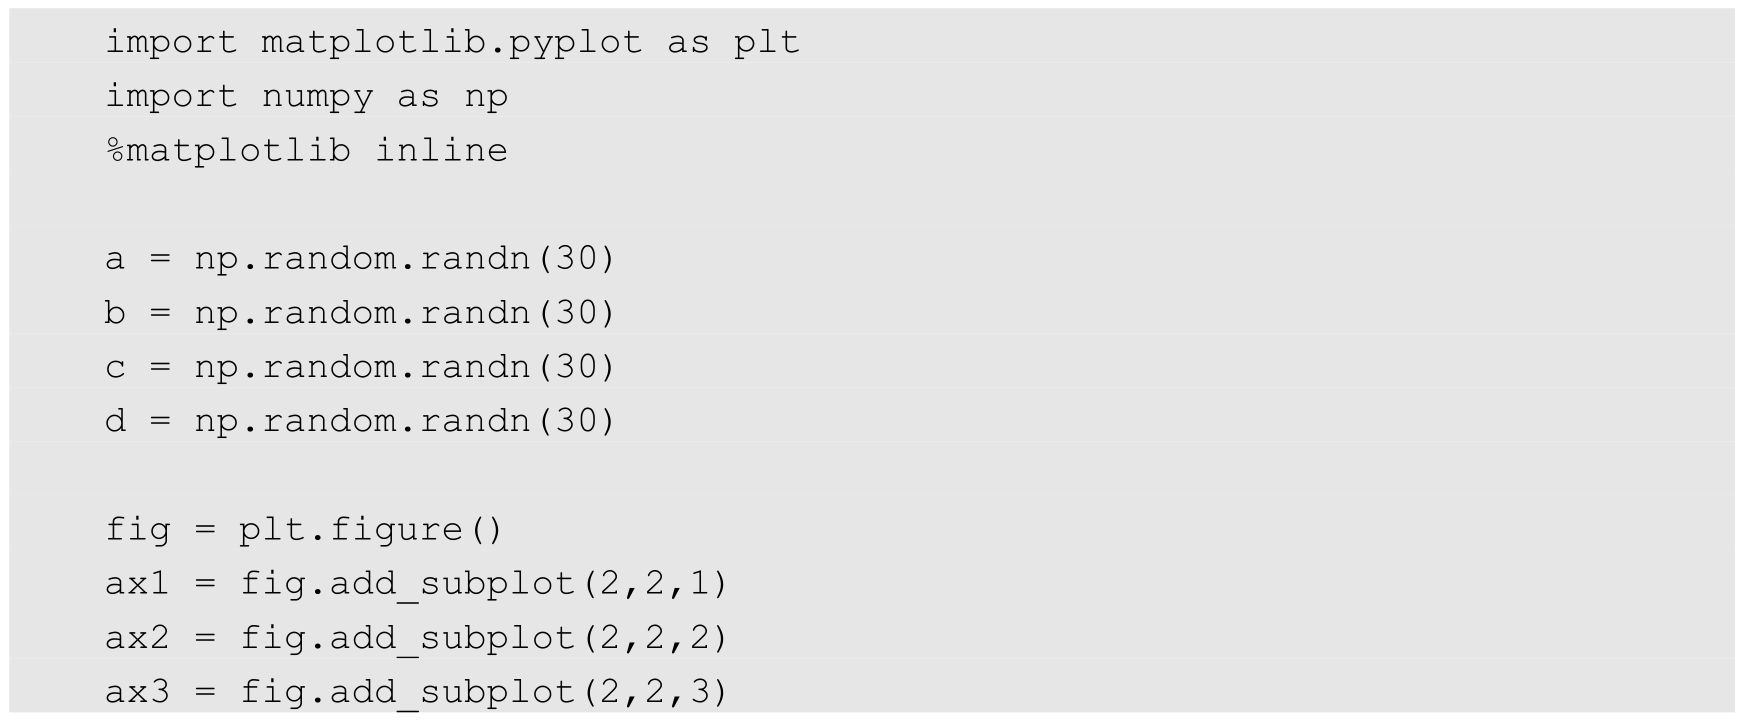 import matplotlib.pyplot as plt
import numpy as np
%matplotlib inline
a = np.random.randn(30)
b = np.random.randn(30)
c = np.random.randn(30)
d = np.random.randn(30)
fig = plt.figure()
ax1 = fig.add_subplot(2,2,1)
ax2 = fig.add_subplot(2,2,2)
ax3 = fig.add_subplot(2,2,3)